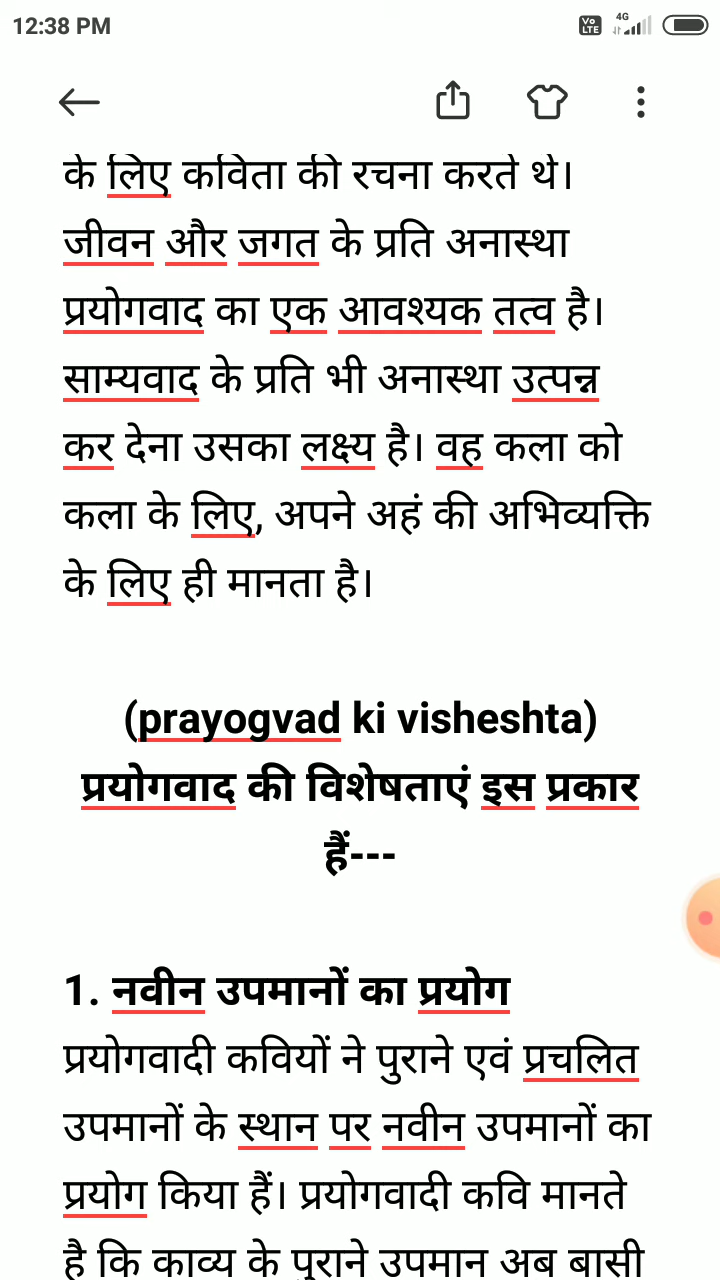 12:38 PM
Vo LTE 4G
के लिए कविता की रचना करते थे।
जीवन और जगत के प्रति अनास्था
प्रयोगवाद का एक आवश्यक तत्व है।
साम्यवाद के प्रति भी अनास्था उत्पन्न
कर देना उसका लक्ष्य है। वह कला को
कला के लिए, अपने अहं की अभिव्यक्ति
के लिए ही मानता है।
(prayogvad ki visheshta)
प्रयोगवाद की विशेषताएं इस प्रकार
हैं---
1. नवीन उपमानों का प्रयोग
प्रयोगवादी कवियों ने पुराने एवं प्रचलित
उपमानों के स्थान पर नवीन उपमानों का
प्रयोग किया हैं। प्रयोगवादी कवि मानते
है कि काव्य के पुराने उपमान अब बासी